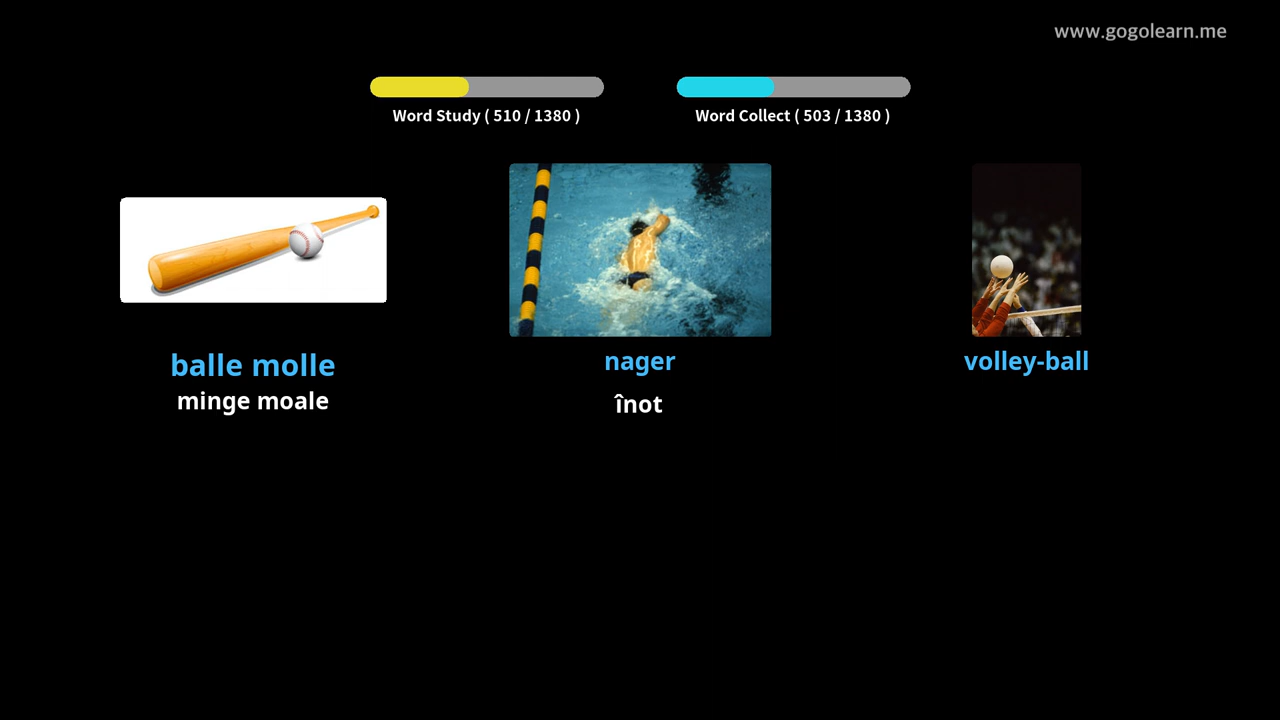 www.gogolearn.me
Word Study ( 510 / 1380 )
Word Collect ( 503 / 1380 )
balle molle
minge moale
nager
înot
volley-ball